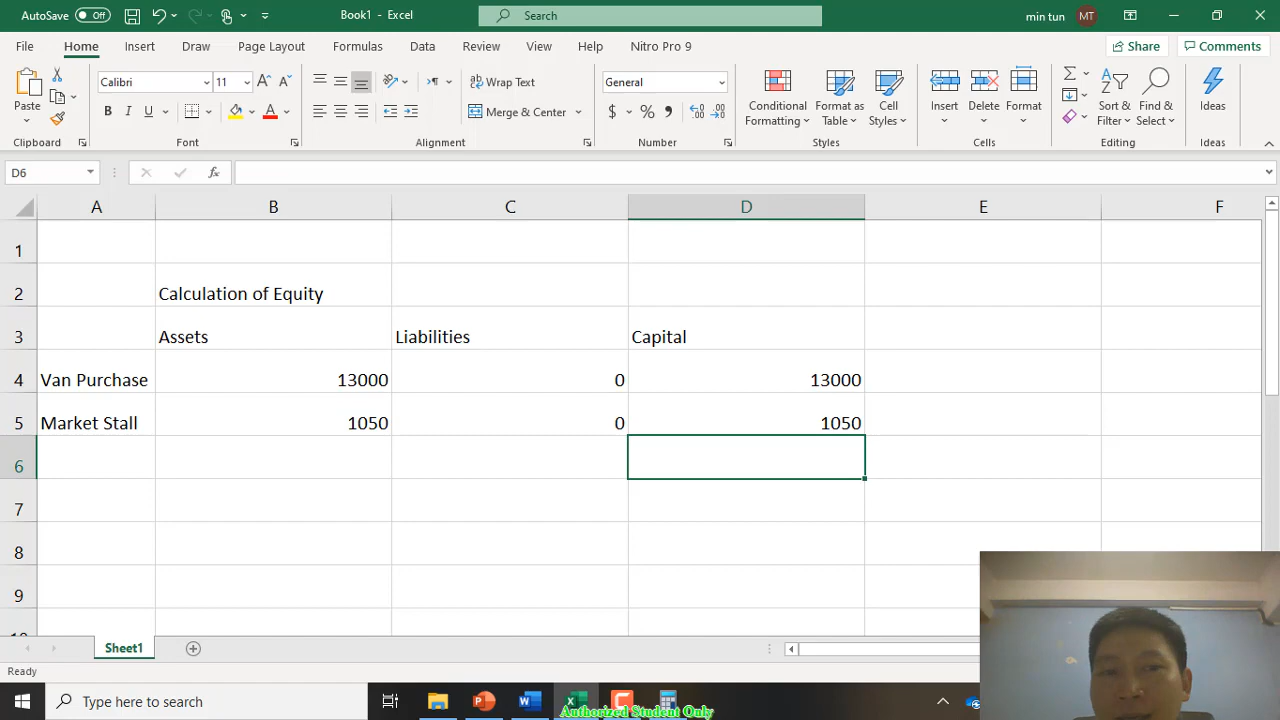 AutoSave Off Book1 - Excel Search min tun MT
File Home Insert Draw Page Layout Formulas Data Review View Help Nitro Pro 9 Share Comments
Paste Calibri 11 Wrap Text General Conditional Formatting Format as Table Cell Styles Insert Delete Format Sort & Filter Find & Select Ideas
B I U A Merge & Center $ % ,
Clipboard Font Alignment Number Styles Cells Editing Ideas
D6 fx
A B C D E F
1
2 Calculation of Equity
3 Assets Liabilities Capital
4 Van Purchase 13000 0 13000
5 Market Stall 1050 0 1050
6
7
8
9
10
Sheet1
Ready
Type here to search
Authorized Student Only